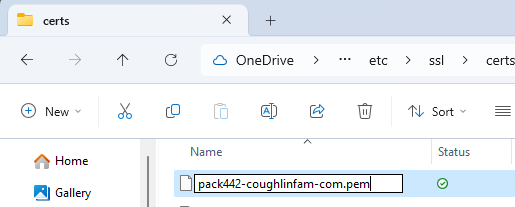 certs
OneDrive > ... etc > ssl > certs
New Sort
Name Status
Home
Gallery
pack442-coughlinfam-com.pem